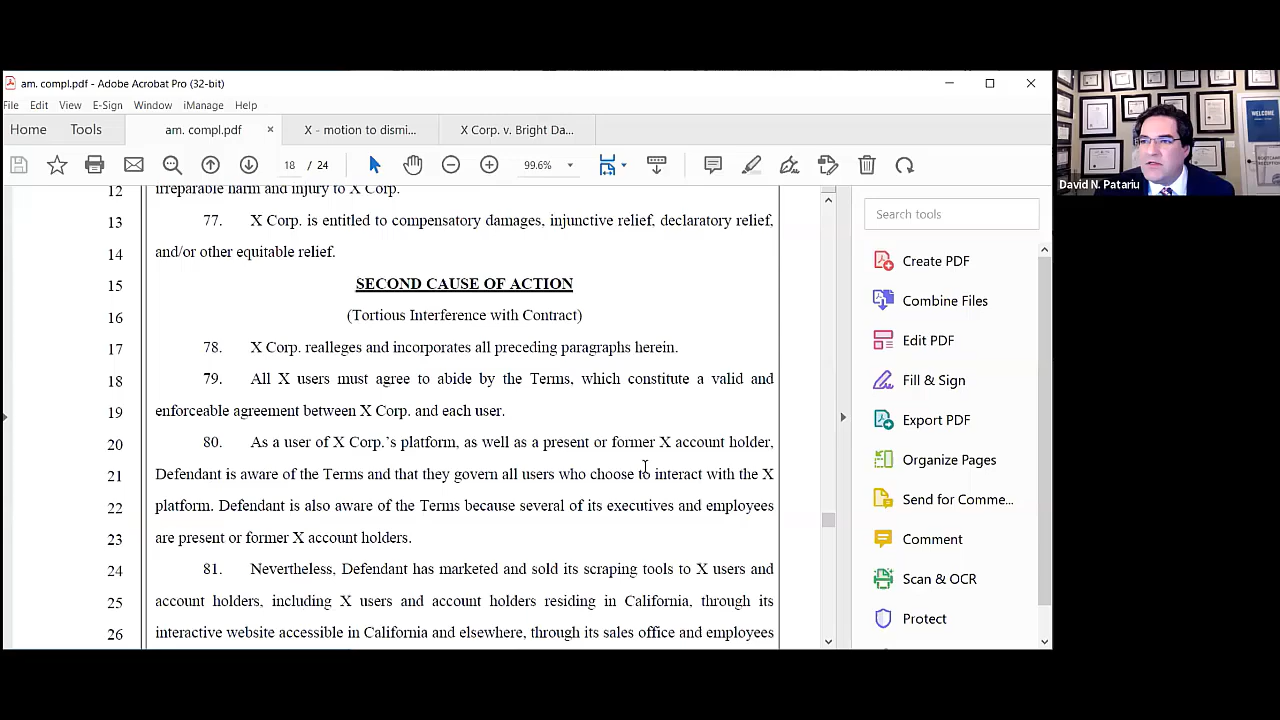 am. compl.pdf - Adobe Acrobat Pro (32-bit)
File Edit View E-Sign Window iManage Help
Home Tools am. compl.pdf × X - motion to dismi... X Corp. v. Bright Da...
18 / 24 99.6%
12 irreparable harm and injury to X Corp.
13 77. X Corp. is entitled to compensatory damages, injunctive relief, declaratory relief,
14 and/or other equitable relief.
15 SECOND CAUSE OF ACTION
16 (Tortious Interference with Contract)
17 78. X Corp. realleges and incorporates all preceding paragraphs herein.
18 79. All X users must agree to abide by the Terms, which constitute a valid and
19 enforceable agreement between X Corp. and each user.
20 80. As a user of X Corp.'s platform, as well as a present or former X account holder,
21 Defendant is aware of the Terms and that they govern all users who choose to interact with the X
22 platform. Defendant is also aware of the Terms because several of its executives and employees
23 are present or former X account holders.
24 81. Nevertheless, Defendant has marketed and sold its scraping tools to X users and
25 account holders, including X users and account holders residing in California, through its
26 interactive website accessible in California and elsewhere, through its sales office and employees
Search tools
Create PDF
Combine Files
Edit PDF
Fill & Sign
Export PDF
Organize Pages
Send for Comme...
Comment
Scan & OCR
Protect
WELCOME
David N. Patariu